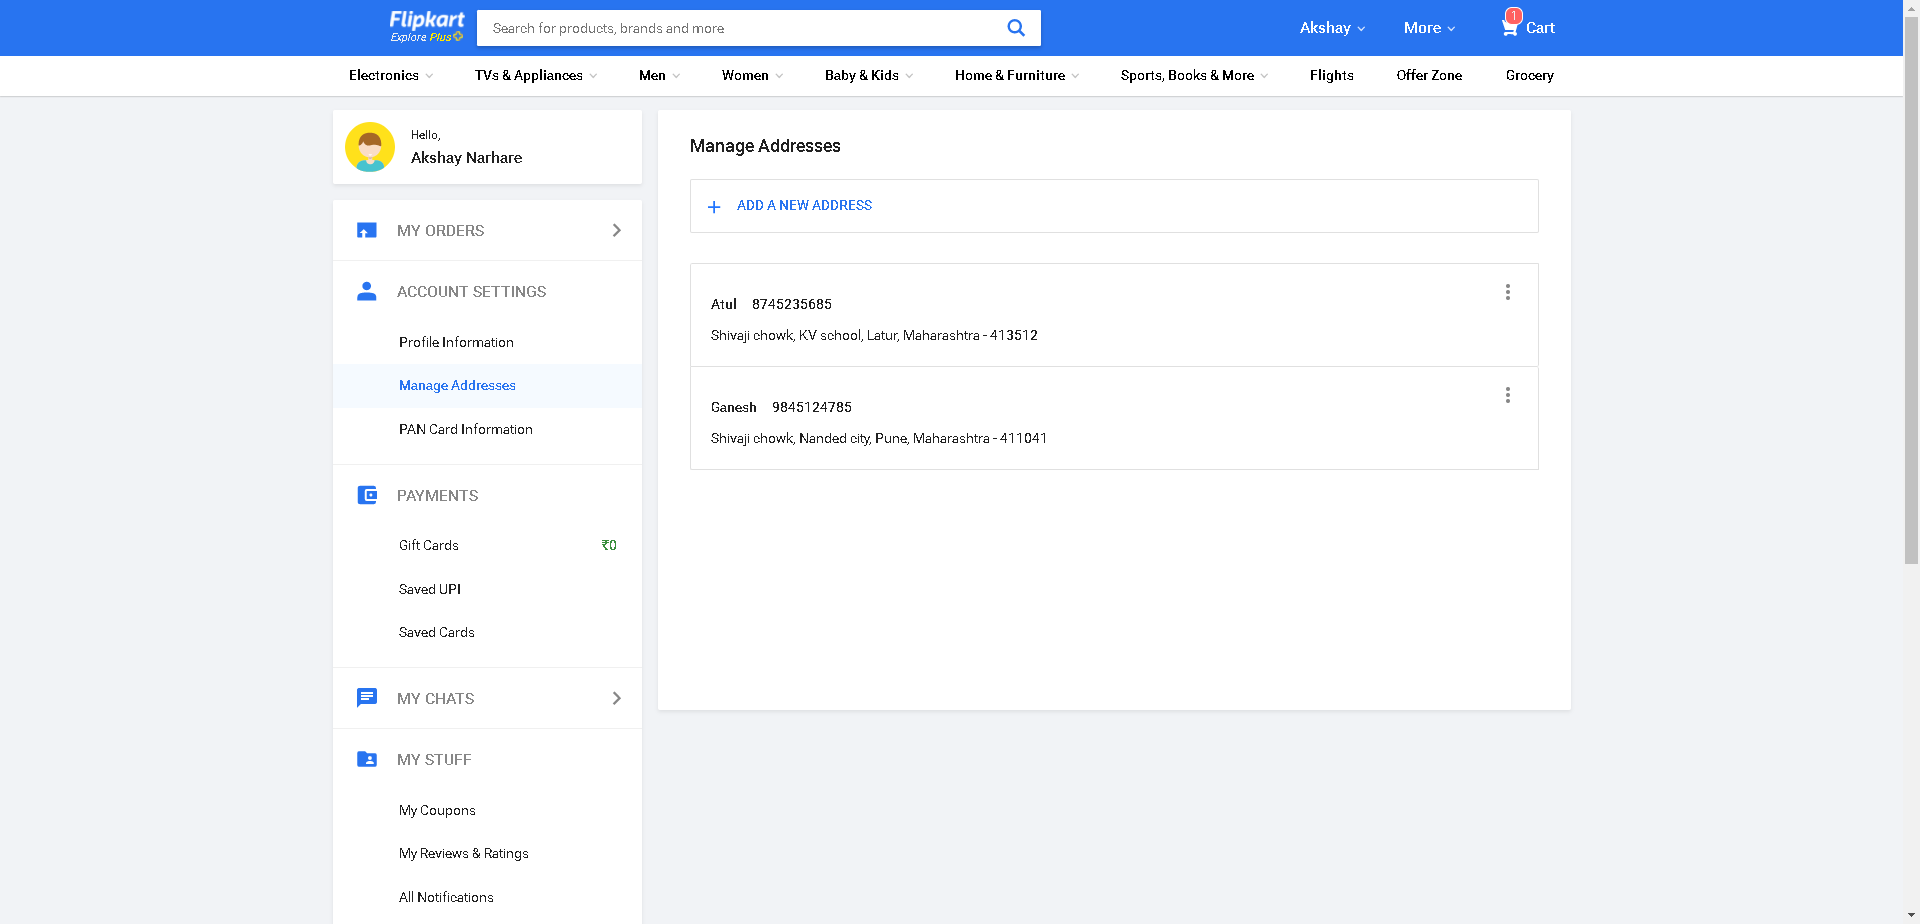 Flipkart
Explore Plus
Search for products, brands and more
Akshay
More
1
Cart
Electronics
TVs & Appliances
Men
Women
Baby & Kids
Home & Furniture
Sports, Books & More
Flights
Offer Zone
Grocery
Hello,
Akshay Narhare
MY ORDERS
ACCOUNT SETTINGS
Profile Information
Manage Addresses
PAN Card Information
PAYMENTS
Gift Cards ₹0
Saved UPI
Saved Cards
MY CHATS
MY STUFF
My Coupons
My Reviews & Ratings
All Notifications
Manage Addresses
+ ADD A NEW ADDRESS
Atul 8745235685
Shivaji chowk, KV school, Latur, Maharashtra - 413512
Ganesh 9845124785
Shivaji chowk, Nanded city, Pune, Maharashtra - 411041